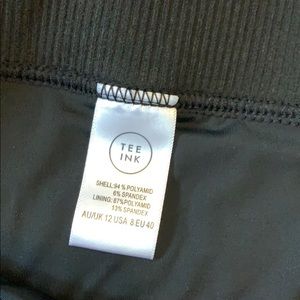 TEE
INK
SHELL: 94 % POLYAMID
6% SPANDEX
LINING: 87%POLYAMID
13% SPANDEX
AU/UK 12 USA 8 EU 40